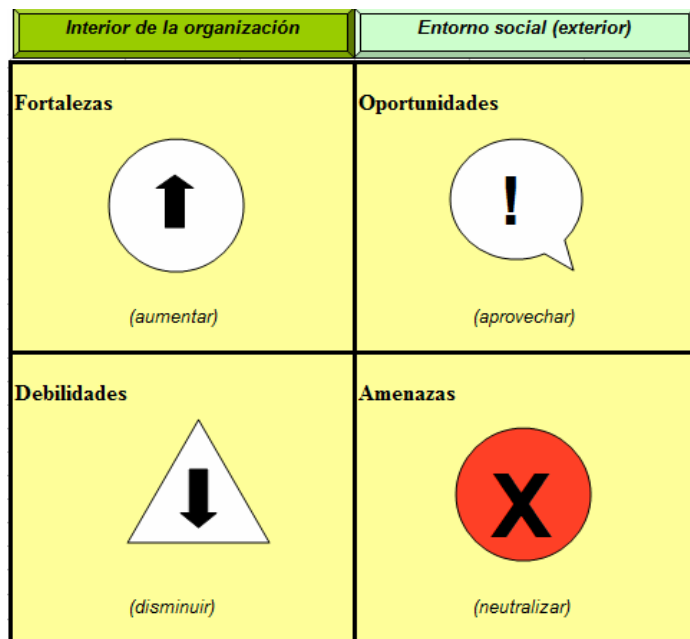 Interior de la organización
Entorno social (exterior)
Fortalezas
Oportunidades
!
(aumentar)
(aprovechar)
Debilidades
Amenazas
X
(disminuir)
(neutralizar)